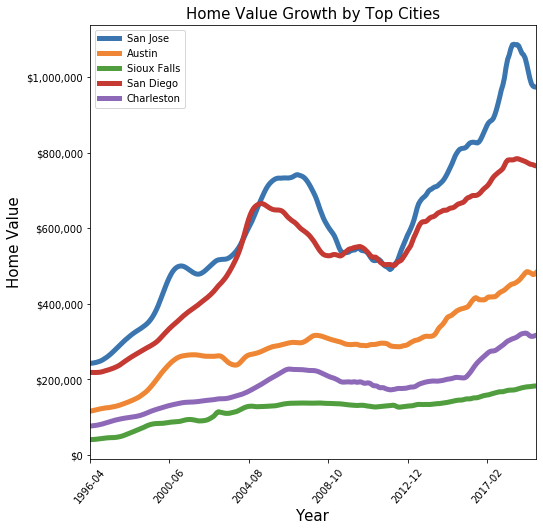 Home Value Growth by Top Cities
San Jose
Austin
Sioux Falls
San Diego
Charleston
$1,000,000
$800,000
$600,000
$400,000
$200,000
$0
Home Value
1996-04
2000-06
2004-08
2008-10
2012-12
2017-02
Year